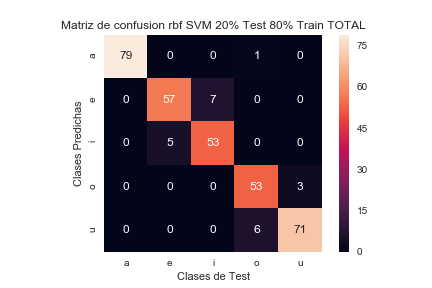 Matriz de confusion rbf SVM 20% Test 80% Train TOTAL
Clases Predichas
a 79 0 0 1 0
e 0 57 7 0 0
i 0 5 53 0 0
o 0 0 0 53 3
u 0 0 0 6 71
a e i o u
Clases de Test
75
60
45
30
15
0